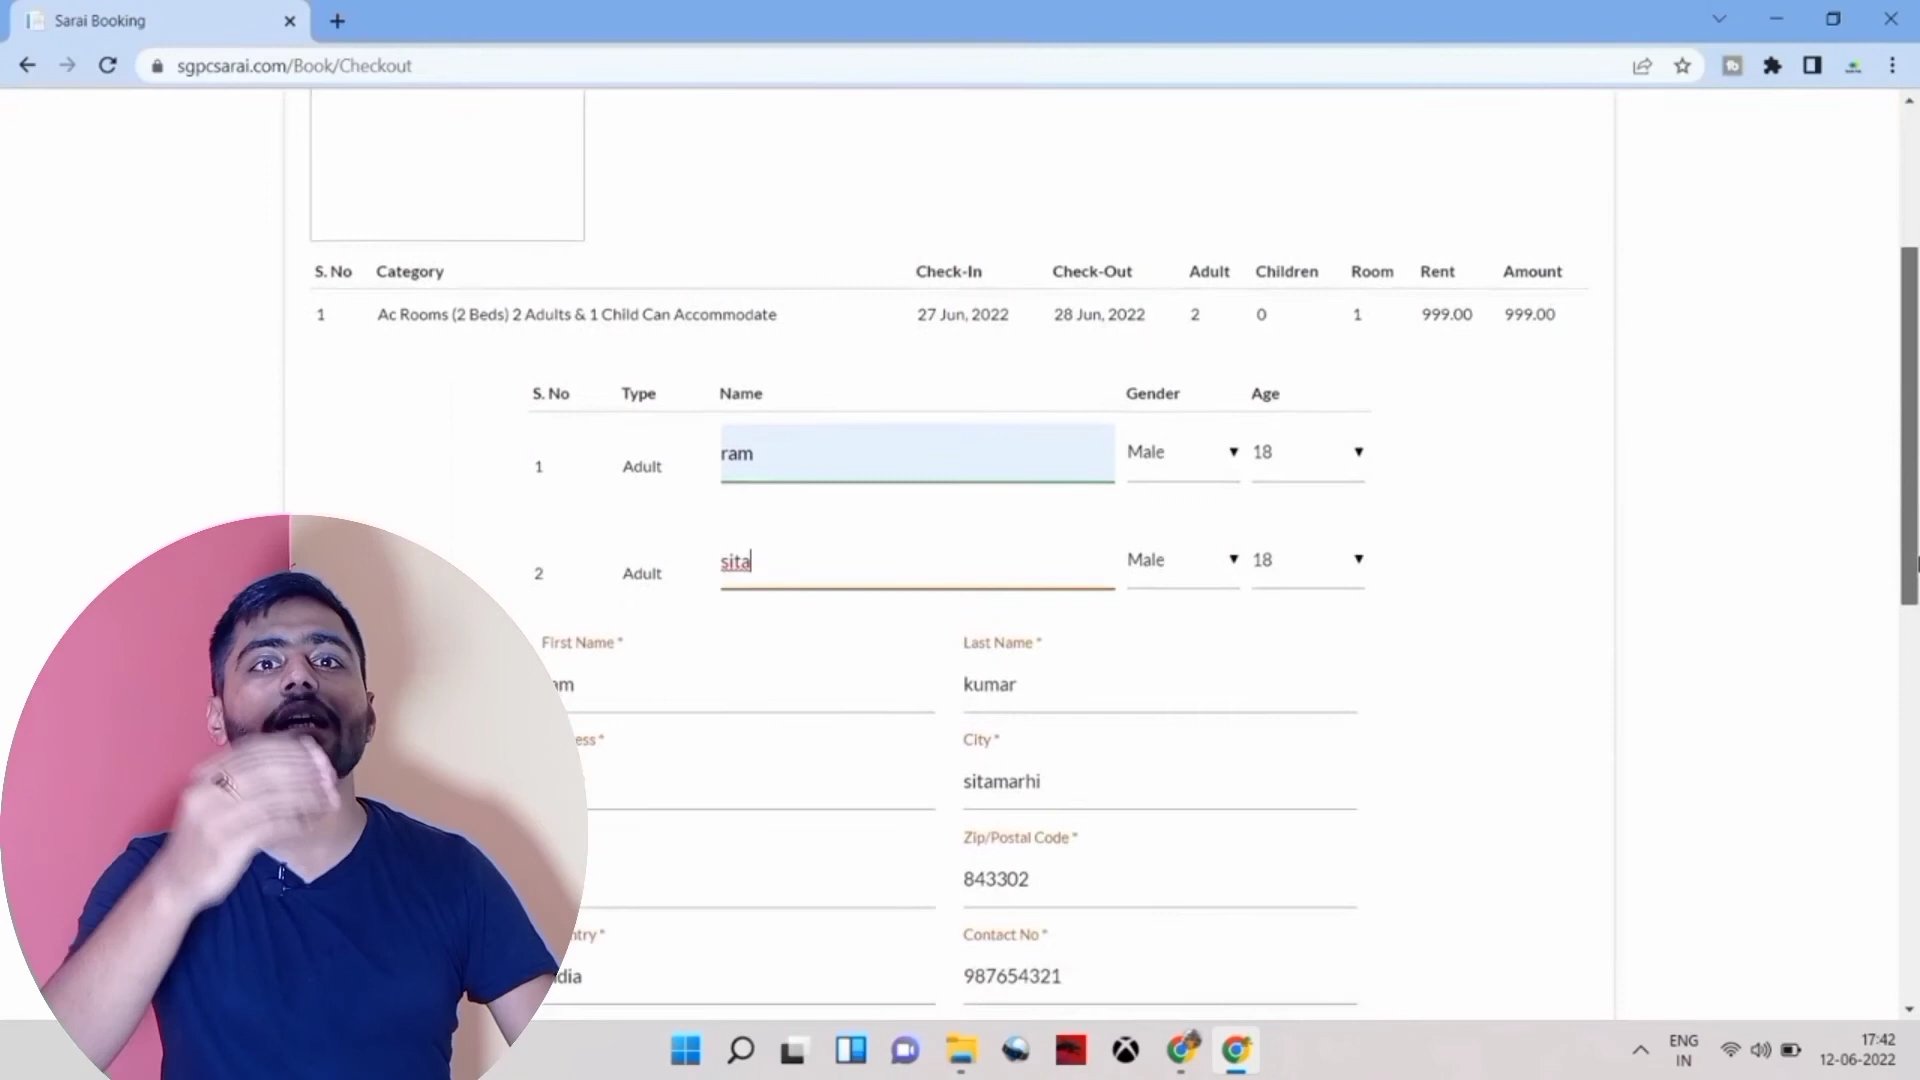 Sarai Booking
sgpcsarai.com/Book/Checkout
S. No Category Check-In Check-Out Adult Children Room Rent Amount
1 Ac Rooms (2 Beds) 2 Adults & 1 Child Can Accommodate 27 Jun, 2022 28 Jun, 2022 2 0 1 999.00 999.00
S. No Type Name Gender Age
1 Adult ram Male 18
2 Adult sita Male 18
First Name * Last Name *
am kumar
ess * City *
sitamarhi
Zip/Postal Code *
843302
ntry * Contact No *
dia 987654321
ENG 17:42
IN 12-06-2022